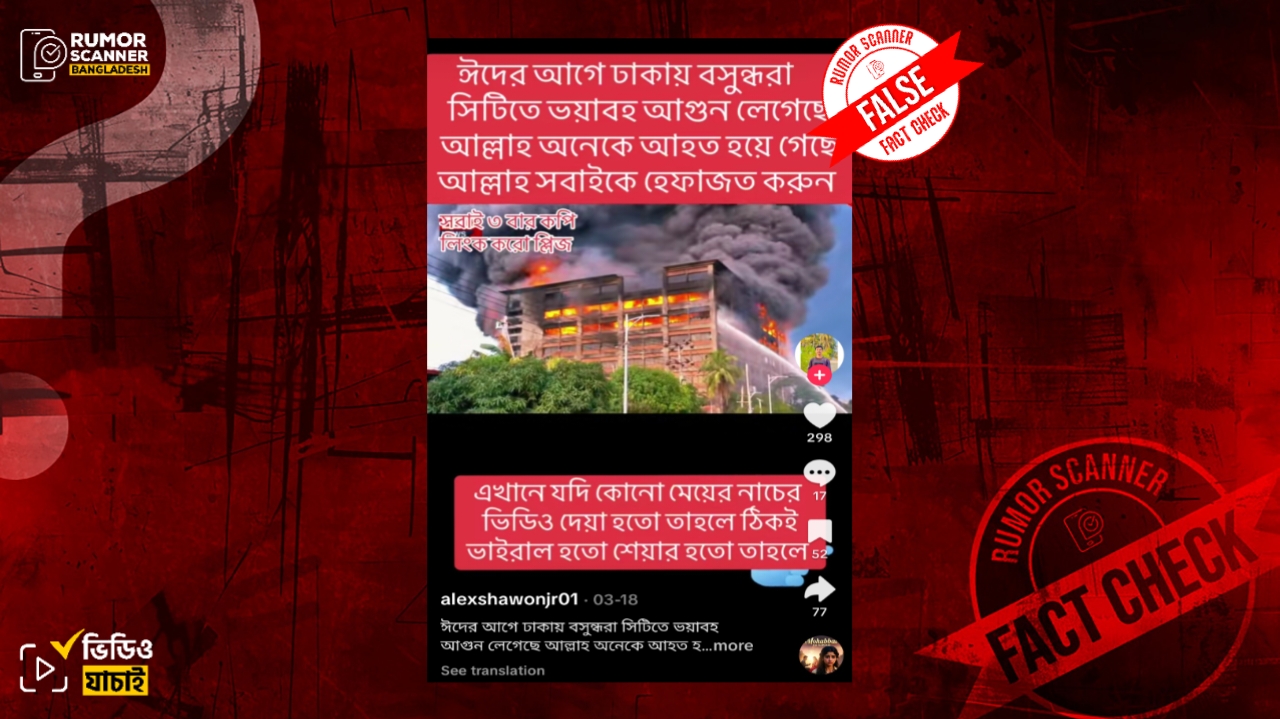 RUMOR
SCANNER
BANGLADESH
ঈদের আগে ঢাকায় বসুন্ধরা
সিটিতে ভয়াবহ আগুন লেগেছে
আল্লাহ অনেকে আহত হয়ে গেছে
আল্লাহ সবাইকে হেফাজত করুন
RUMOR SCANNER
FALSE
FACT CHECK
সবাই ৩ বার কপি
লিংক করো প্লিজ
298
17
52
77
এখানে যদি কোনো মেয়ের নাচের
ভিডিও দেয়া হতো তাহলে ঠিকই
ভাইরাল হতো শেয়ার হতো তাহলে
alexshawonjr01 · 03-18
ঈদের আগে ঢাকায় বসুন্ধরা সিটিতে ভয়াবহ
আগুন লেগেছে আল্লাহ অনেকে আহত হ...more
See translation
ভিডিও
যাচাই
RUMOR SCANNER
FACT CHECK